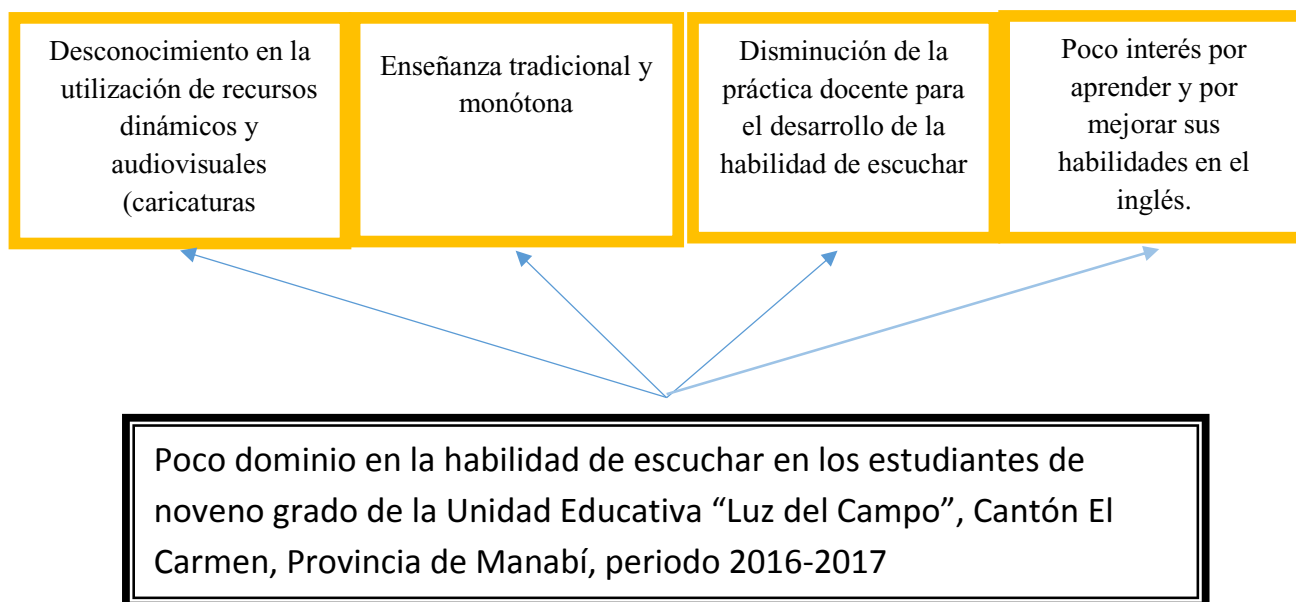 Desconocimiento en la
utilización de recursos
dinámicos y
audiovisuales
(caricaturas
Enseñanza tradicional y
monótona
Disminución de la
práctica docente para
el desarrollo de la
habilidad de escuchar
Poco interés por
aprender y por
mejorar sus
habilidades en el
inglés.
Poco dominio en la habilidad de escuchar en los estudiantes de
noveno grado de la Unidad Educativa “Luz del Campo”, Cantón El
Carmen, Provincia de Manabí, periodo 2016-2017